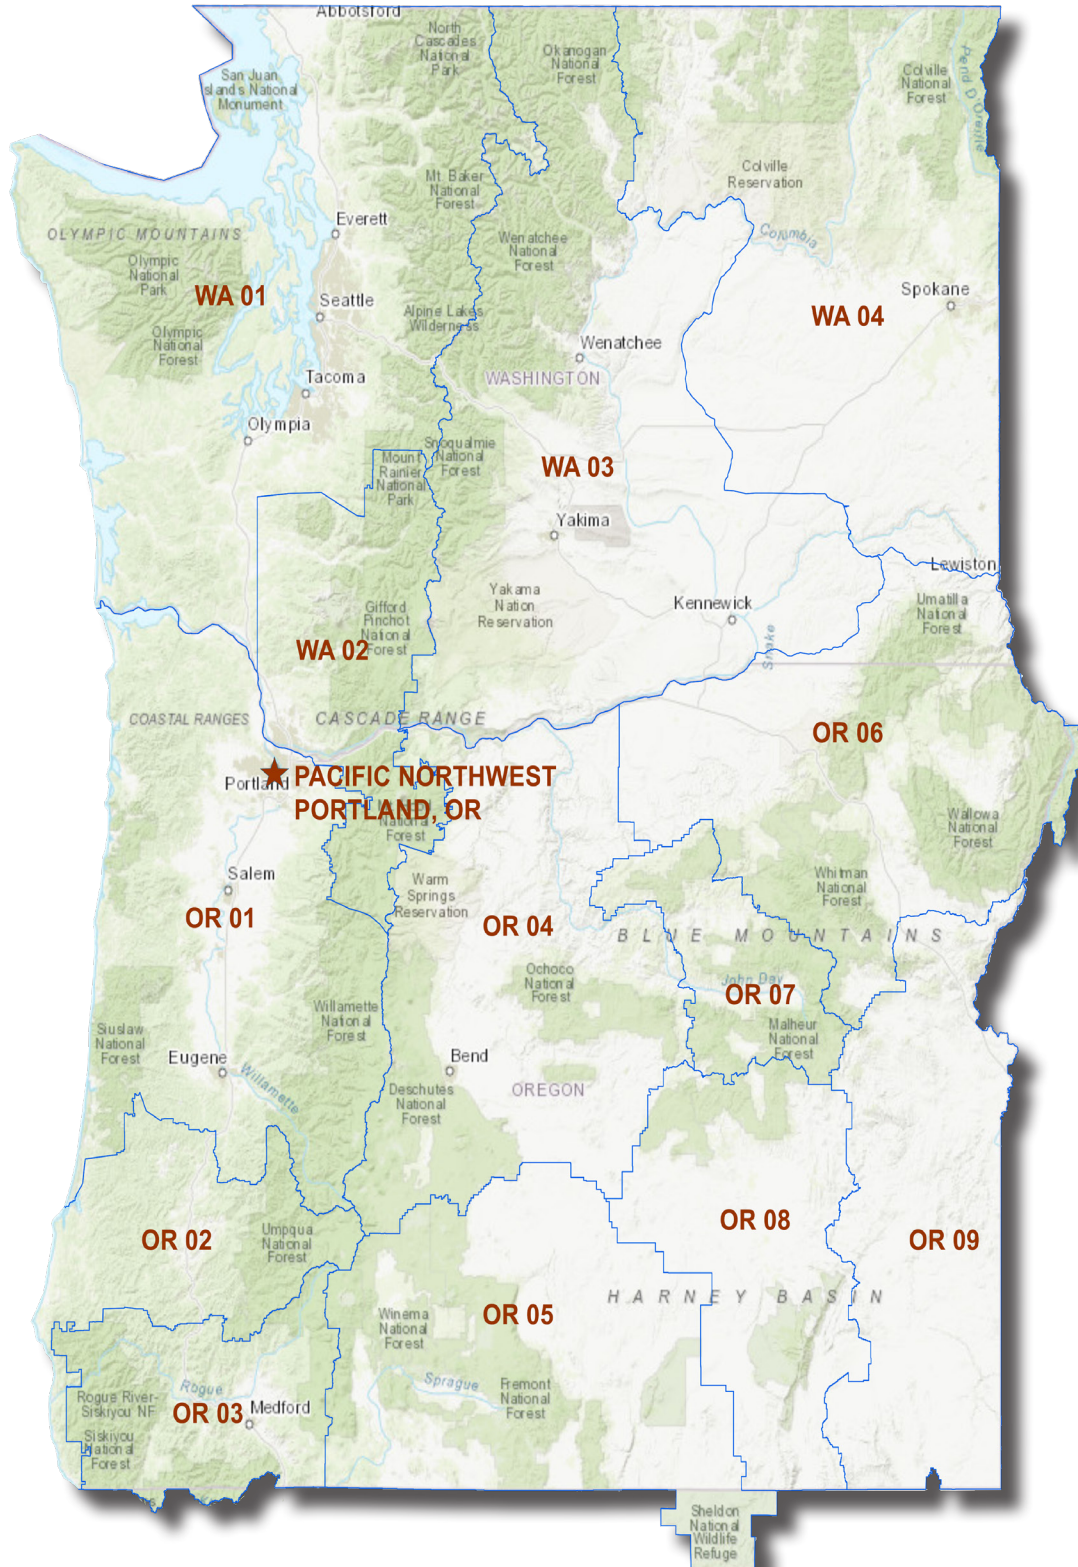 Abbotsford
North
Cascades
National
Park
Okanogan
National
Forest
Colville
National
Forest
Pend D'Oreille
San Juan
slands National
Monument
Mt. Baker
National
Forest
Colville
Reservation
Everett
OLYMPIC MOUNTAINS
Olympic
National
Park
Wenatchee
National
Forest
Columbia
WA 01
Seattle
Spokane
WA 04
Alpine Lakes
Wilderness
Olympic
National
Forest
Wenatchee
WASHINGTON
Tacoma
Olympia
Snoqualmie
National
Forest
Mount
Rainier
National
Park
WA 03
Yakima
Lewiston
Yakama
Nation
Reservation
Kennewick
Umatilla
National
Forest
Gifford
Pinchot
National
Forest
WA 02
Snake
COASTAL RANGES
CASCADE RANGE
OR 06
Portland
PACIFIC NORTHWEST
PORTLAND, OR
National
Forest
Wallowa
National
Forest
Salem
Warm
Springs
Reservation
Whitman
National
Forest
OR 01
OR 04
BLUE MOUNTAINS
Ochoco
National
Forest
John Day
OR 07
Willamette
National
Forest
Malheur
National
Forest
Siuslaw
National
Forest
Eugene
Willamette
Bend
Deschutes
National
Forest
OREGON
OR 02
Umpqua
National
Forest
OR 08
OR 09
HARNEY BASIN
Winema
National
Forest
OR 05
Rogue
Sprague
Fremont
National
Forest
Rogue River-
Siskiyou NF
OR 03
Medford
Siskiyou
National
Forest
Sheldon
National
Wildlife
Refuge